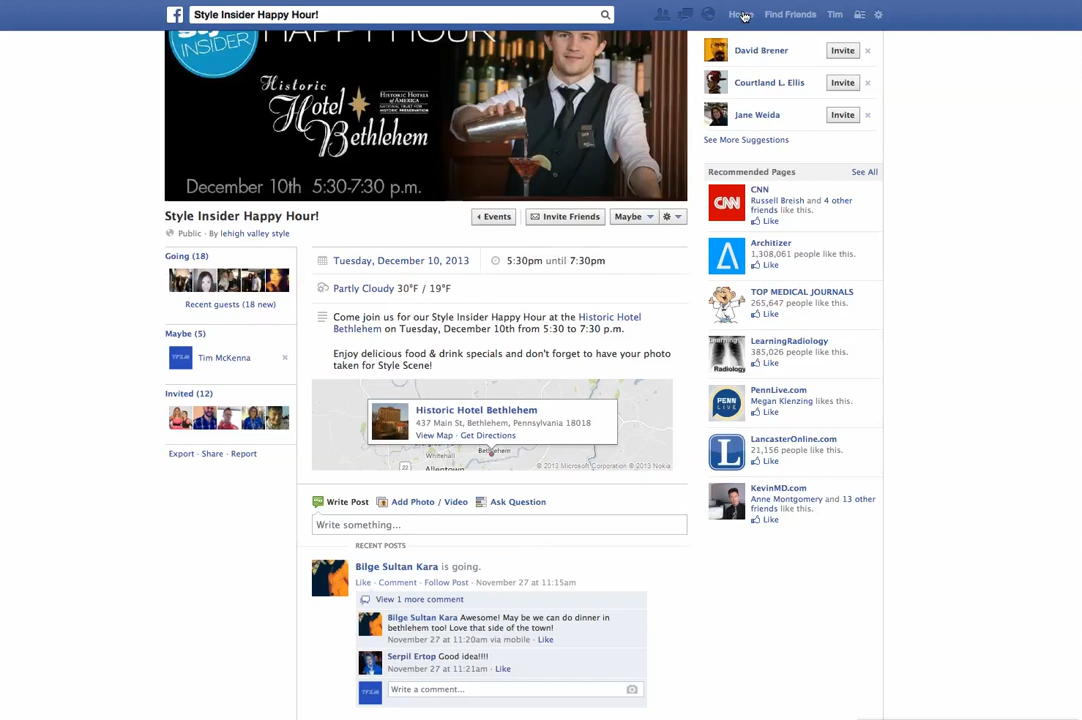 Style Insider Happy Hour!
Home
Find Friends
Tim
INSIDER
HAPPY HOUR
Historic
Hotel
Bethlehem
HISTORIC HOTELS
of AMERICA
December 10th 5:30-7:30 p.m.
David Brener
Invite
Courtland L. Ellis
Invite
Jane Weida
Invite
See More Suggestions
Style Insider Happy Hour!
Events
Invite Friends
Maybe
Public · By lehigh valley style
Going (18)
Recent guests (18 new)
Maybe (5)
Tim McKenna
Invited (12)
Export · Share · Report
Tuesday, December 10, 2013
5:30pm until 7:30pm
Partly Cloudy 30°F / 19°F
Come join us for our Style Insider Happy Hour at the Historic Hotel
Bethlehem on Tuesday, December 10th from 5:30 to 7:30 p.m.
Enjoy delicious food & drink specials and don't forget to have your photo
taken for Style Scene!
Historic Hotel Bethlehem
437 Main St, Bethlehem, Pennsylvania 18018
View Map · Get Directions
Whitehall
Bethlehem
22
Allentown
© 2013 Microsoft Corporation © 2013 Nokia
Write Post
Add Photo / Video
Ask Question
Write something...
RECENT POSTS
Bilge Sultan Kara is going.
Like · Comment · Follow Post · November 27 at 11:15am
View 1 more comment
Bilge Sultan Kara Awesome! May be we can do dinner in
bethlehem too! Love that side of the town!
November 27 at 11:20am via mobile · Like
Serpil Ertop Good idea!!!!
November 27 at 11:21am · Like
Write a comment...
Recommended Pages
See All
CNN
CNN
Russell Breish and 4 other
friends like this.
Like
Architizer
1,308,061 people like this.
Like
TOP MEDICAL JOURNALS
265,647 people like this.
Like
Learning
Radiology
LearningRadiology
385,026 people like this.
Like
PENN
LIVE
PennLive.com
Megan Klenzing likes this.
Like
L
LancasterOnline.com
21,156 people like this.
Like
KevinMD.com
Anne Montgomery and 13 other
friends like this.
Like